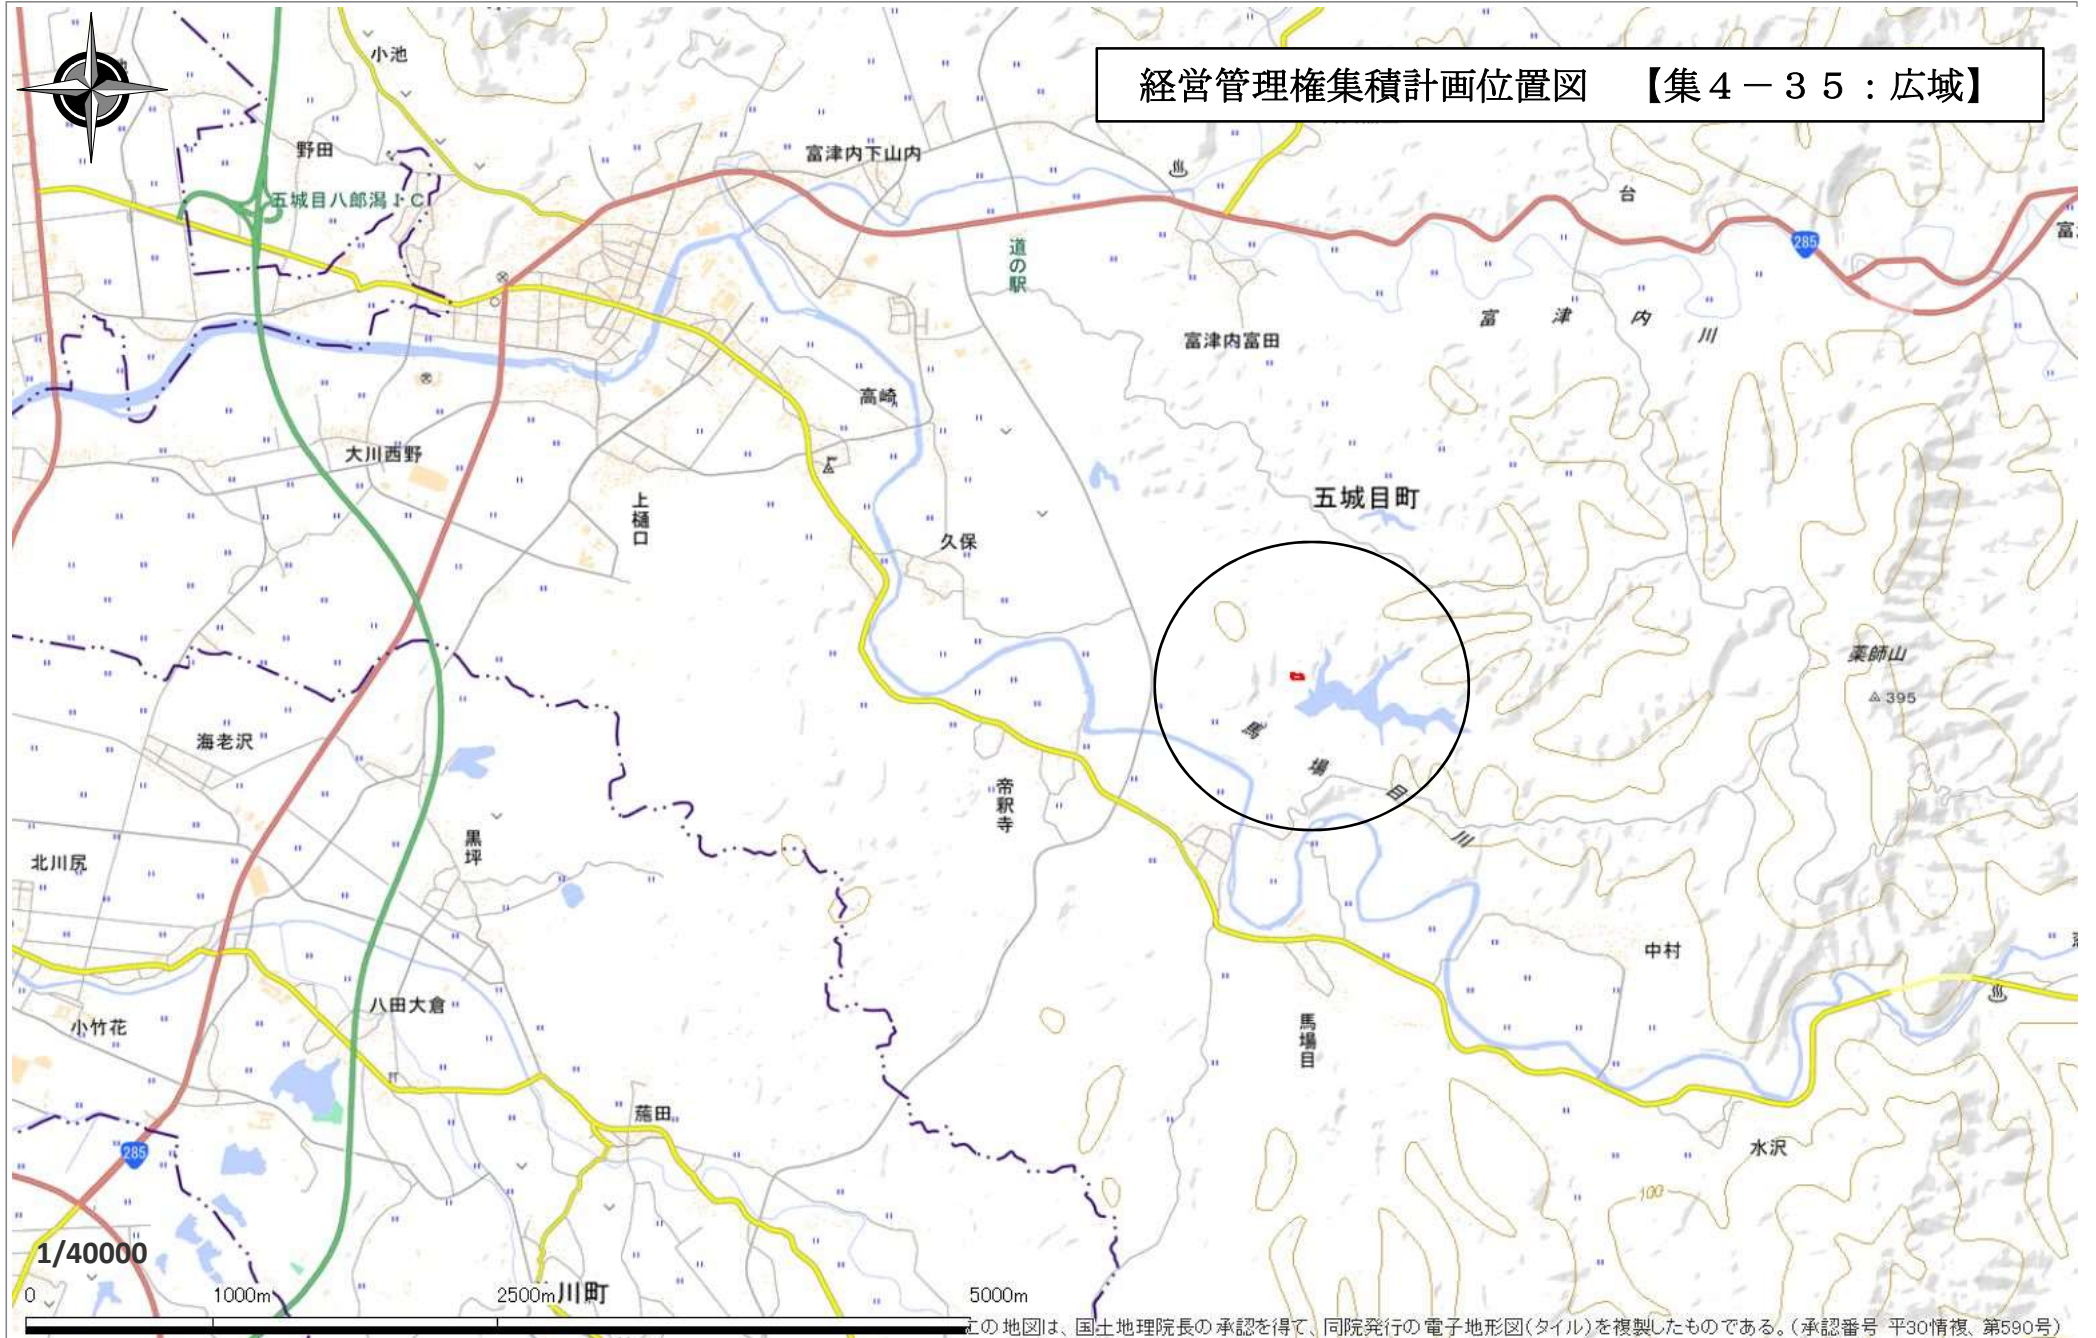 経営管理権集積計画位置図　【集４－３５：広域】
小池
野田
富津内下山内
五城目八郎潟I・C
台
道の駅
285
富津内富田
富津内川
高崎
大川西野
上樋口
五城目町
久保
薬師山
395
海老沢
馬場目川
帝釈寺
黒坪
北川尻
中村
八田大倉
小竹花
馬場目
285
水沢
100
1/40000
川町
0
1000m
2500m
5000m
この地図は、国土地理院長の承認を得て、同院発行の電子地形図(タイル)を複製したものである。(承認番号 平30情複、第590号)